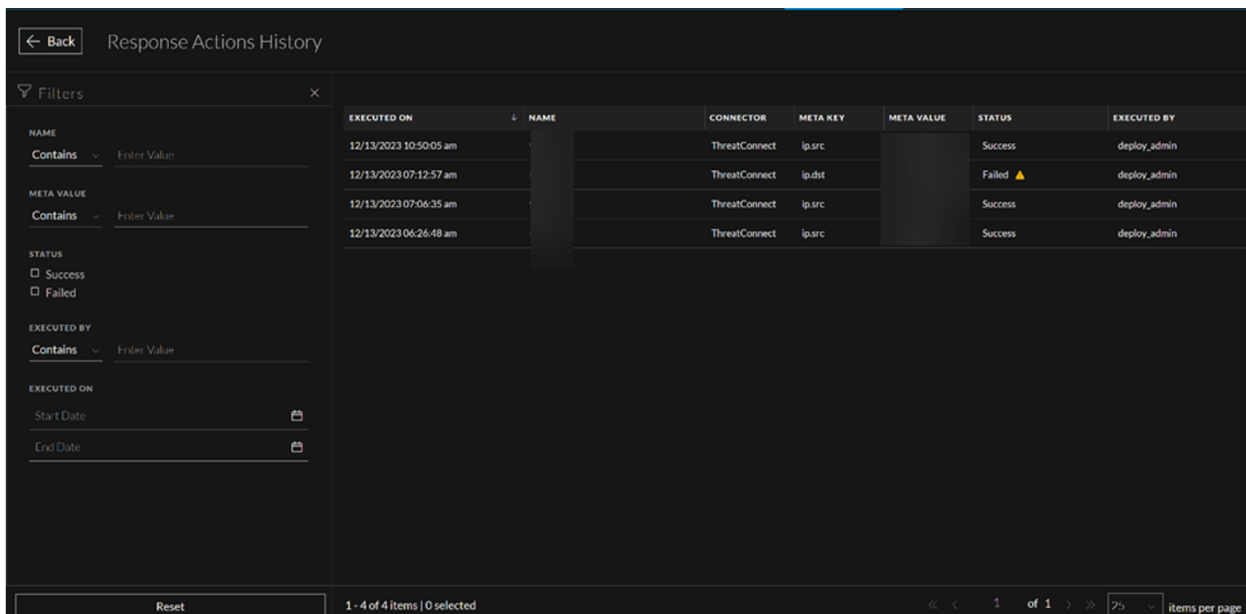 Back Response Actions History
Filters
NAME
Contains Enter Value
META VALUE
Contains Enter Value
STATUS
Success
Failed
EXECUTED BY
Contains Enter Value
EXECUTED ON
Start Date
End Date
Reset
EXECUTED ON NAME CONNECTOR META KEY META VALUE STATUS EXECUTED BY
12/13/2023 10:50:05 am ThreatConnect ip.src Success deploy_admin
12/13/2023 07:12:57 am ThreatConnect ip.dst Failed deploy_admin
12/13/2023 07:06:35 am ThreatConnect ip.src Success deploy_admin
12/13/2023 06:26:48 am ThreatConnect ip.src Success deploy_admin
1 - 4 of 4 items | 0 selected
1 of 1 25 items per page